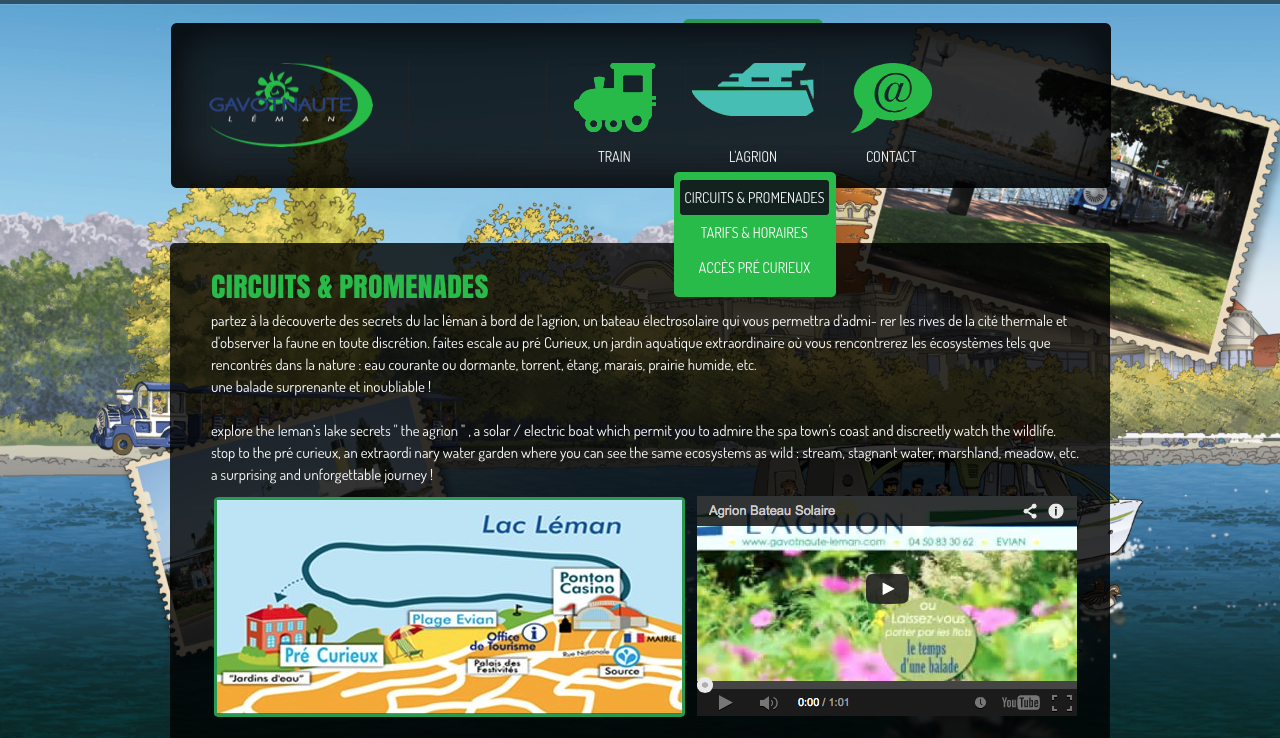 GAVOTNAUTE
LÉMAN
TRAIN
L'AGRION
CONTACT
CIRCUITS & PROMENADES
TARIFS & HORAIRES
ACCÈS PRÉ CURIEUX
CIRCUITS & PROMENADES
partez à la découverte des secrets du lac léman à bord de l'agrion, un bateau électrosolaire qui vous permettra d'admi- rer les rives de la cité thermale et
d'observer la faune en toute discrétion. faites escale au pré Curieux, un jardin aquatique extraordinaire où vous rencontrerez les écosystèmes tels que
rencontrés dans la nature : eau courante ou dormante, torrent, étang, marais, prairie humide, etc.
une balade surprenante et inoubliable !
explore the leman's lake secrets " the agrion " , a solar / electric boat which permit you to admire the spa town's coast and discreetly watch the wildlife.
stop to the pré curieux, an extraordi nary water garden where you can see the same ecosystems as wild : stream, stagnant water, marshland, meadow, etc.
a surprising and unforgettable journey !
Lac Léman
Ponton
Casino
Plage Evian
Office
de Tourisme
MAIRIE
Rue Nationale
Pré Curieux
Palais des
Festivités
Source
"Jardins d'eau"
Agrion Bateau Solaire
L'AGRION
www.gavotnaute-leman.com 04 50 83 30 62 EVIAN
ou
Laissez-vous
porter par les flots
le temps
d'une balade
0:00 / 1:01
YouTube